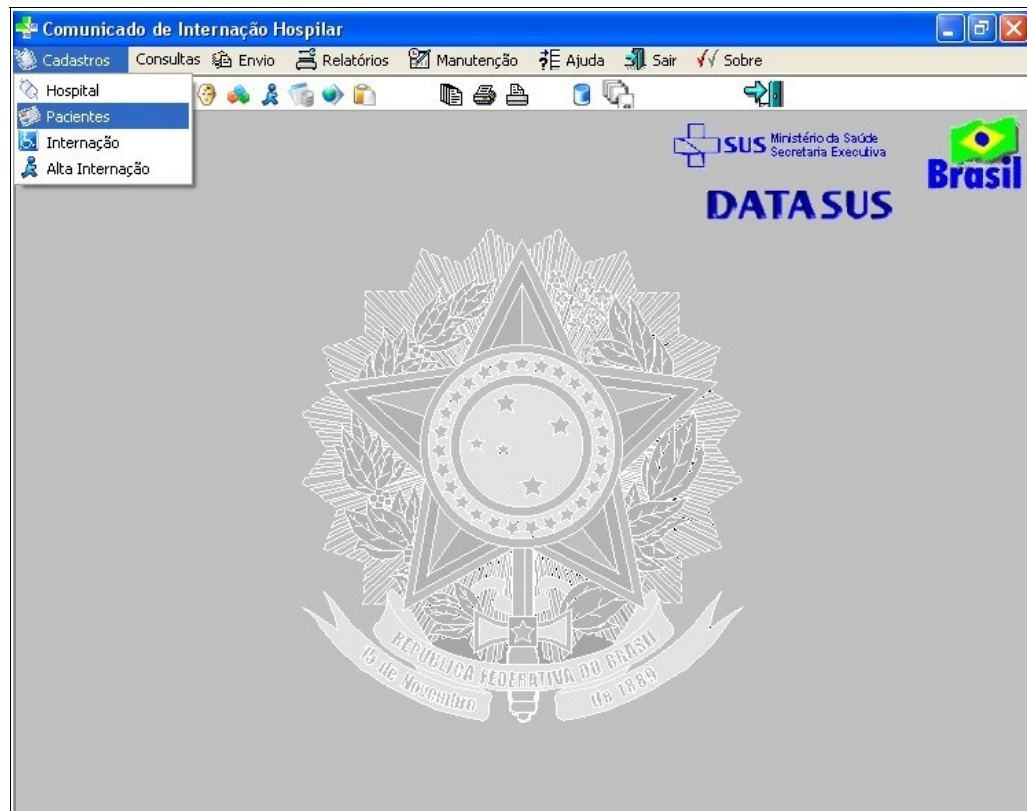 Comunicado de Internação Hospilar
Cadastros Consultas Envio Relatórios Manutenção Ajuda Sair Sobre
Hospital
Pacientes
Internação
Alta Internação
SUS Ministério da Saúde
Secretaria Executiva
Brasil
DATASUS
REPÚBLICA FEDERATIVA DO BRASIL
15 de Novembro de 1889